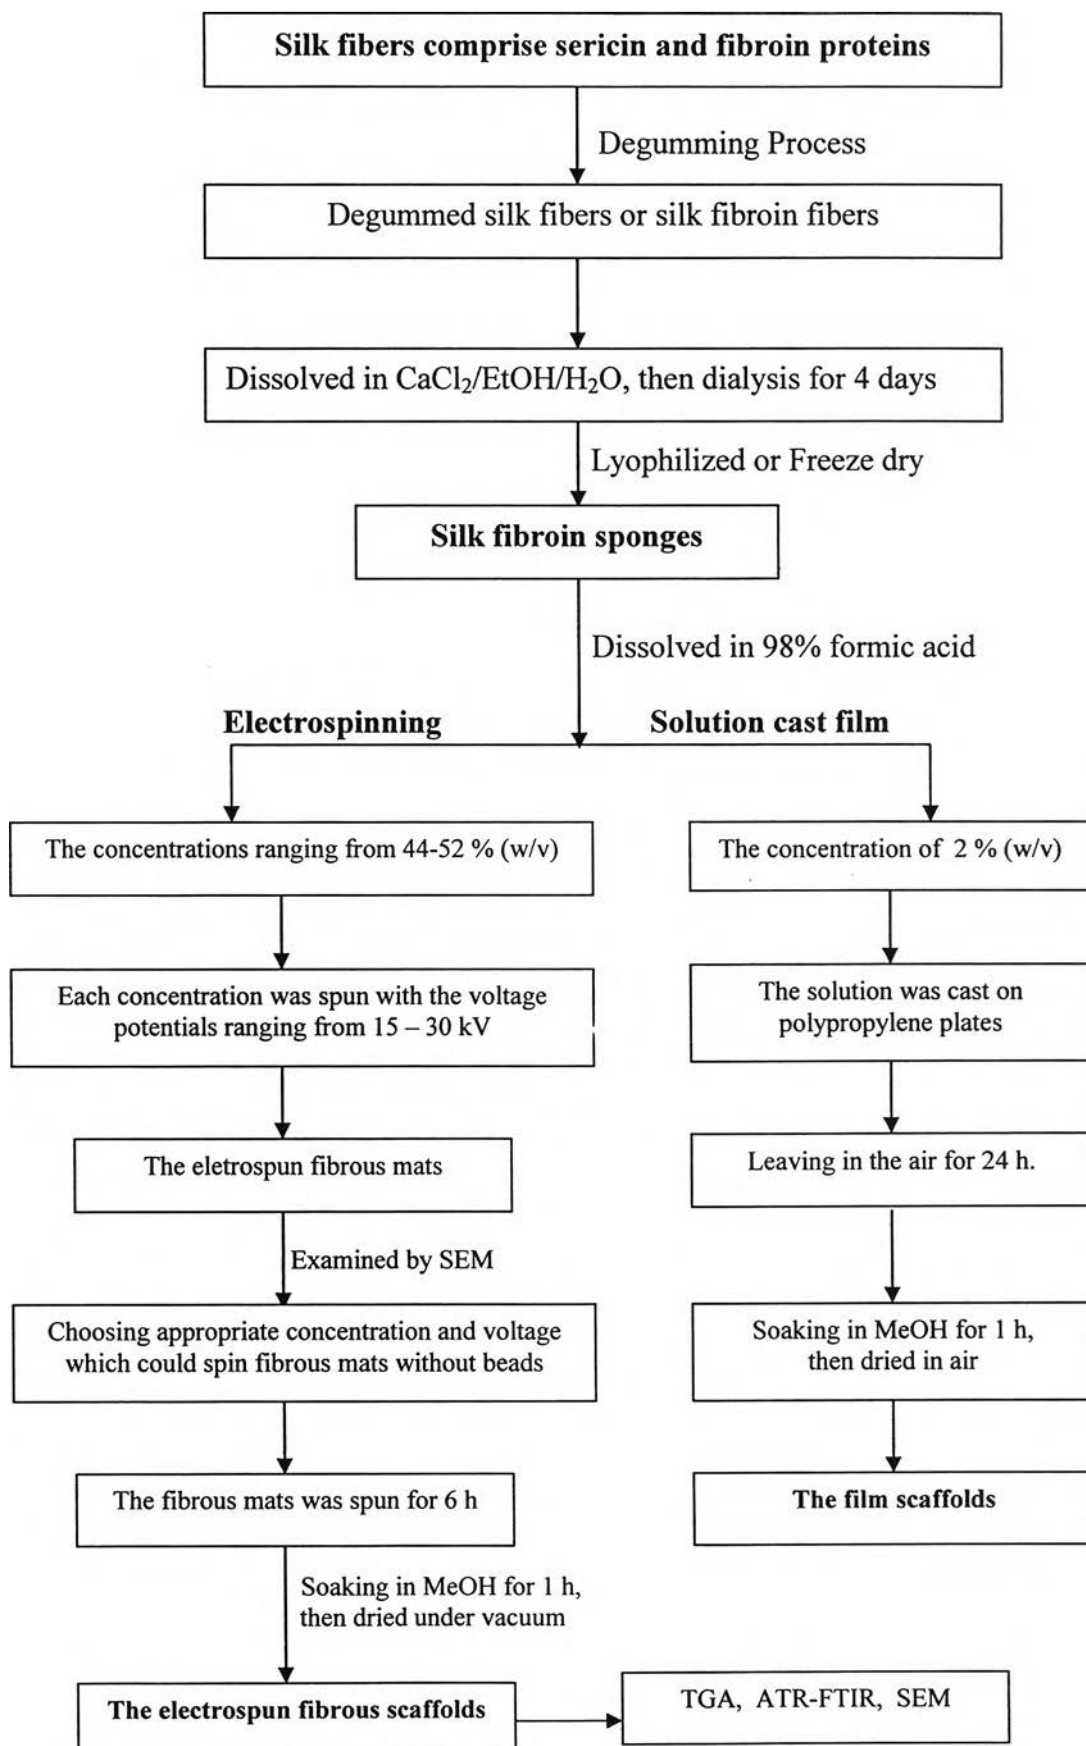 Silk fibers comprise sericin and fibroin proteins
Degumming Process
Degummed silk fibers or silk fibroin fibers
Dissolved in CaCl₂/EtOH/H₂O, then dialysis for 4 days
Lyophilized or Freeze dry
Silk fibroin sponges
Dissolved in 98% formic acid
Electrospinning
Solution cast film
The concentrations ranging from 44-52 % (w/v)
Each concentration was spun with the voltage
potentials ranging from 15 – 30 kV
The eletrospun fibrous mats
Examined by SEM
Choosing appropriate concentration and voltage
which could spin fibrous mats without beads
The fibrous mats was spun for 6 h
Soaking in MeOH for 1 h,
then dried under vacuum
The electrospun fibrous scaffolds
TGA, ATR-FTIR, SEM
The concentration of 2 % (w/v)
The solution was cast on
polypropylene plates
Leaving in the air for 24 h.
Soaking in MeOH for 1 h,
then dried in air
The film scaffolds